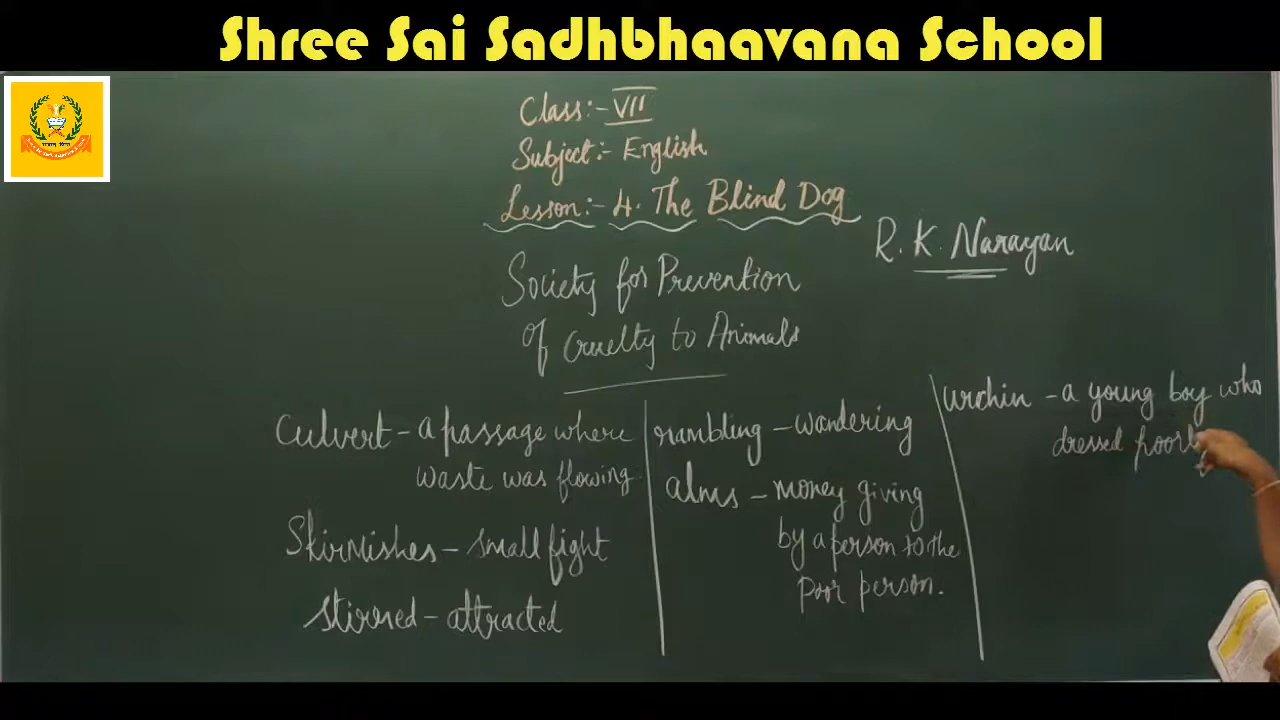 Shree Sai Sadhbhaavana School
Class:- VII
Subject:- English
Lesson:- 4. The Blind Dog
R. K. Narayan
Society for Prevention
of Cruelty to Animals
Culvert - a passage where
waste was flowing
Skirmishes - small fight
stirred - attracted
rambling - wandering
alms - money giving
by a person to the
poor person.
urchin - a young boy who
dressed poorly